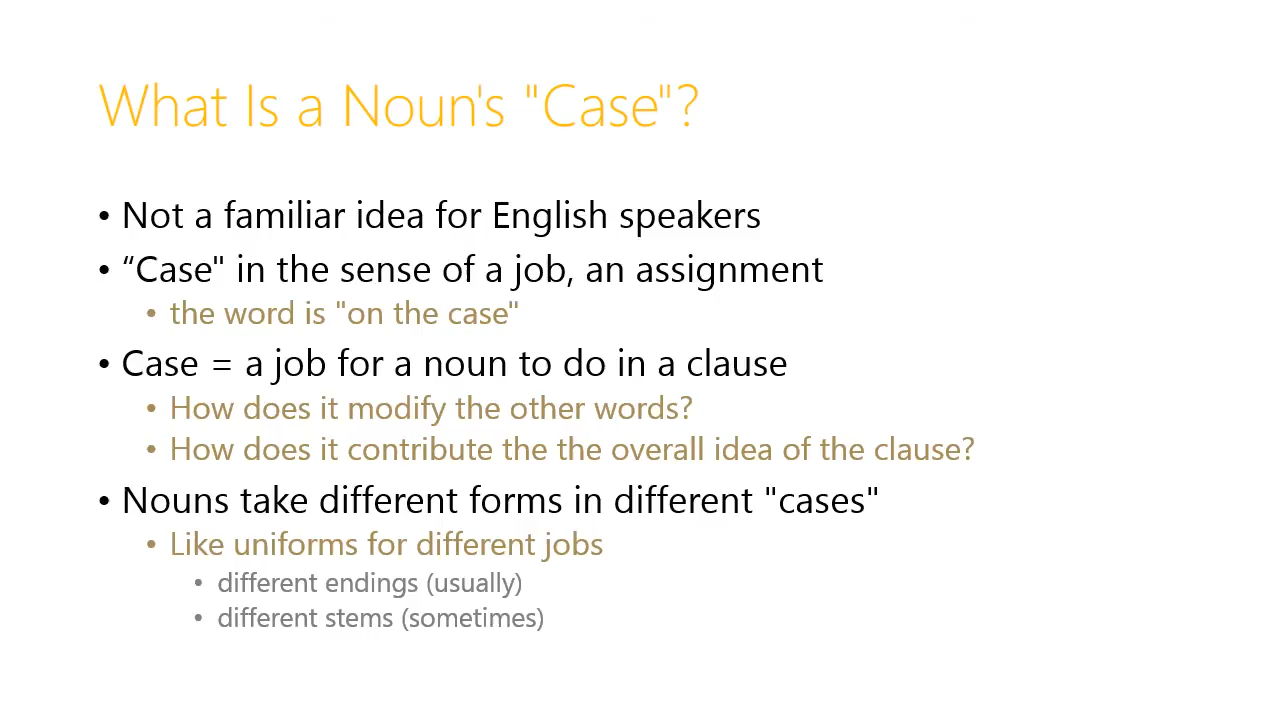 What Is a Noun's "Case"?
• Not a familiar idea for English speakers
• “Case" in the sense of a job, an assignment
• the word is "on the case"
• Case = a job for a noun to do in a clause
• How does it modify the other words?
• How does it contribute the the overall idea of the clause?
• Nouns take different forms in different "cases"
• Like uniforms for different jobs
• different endings (usually)
• different stems (sometimes)